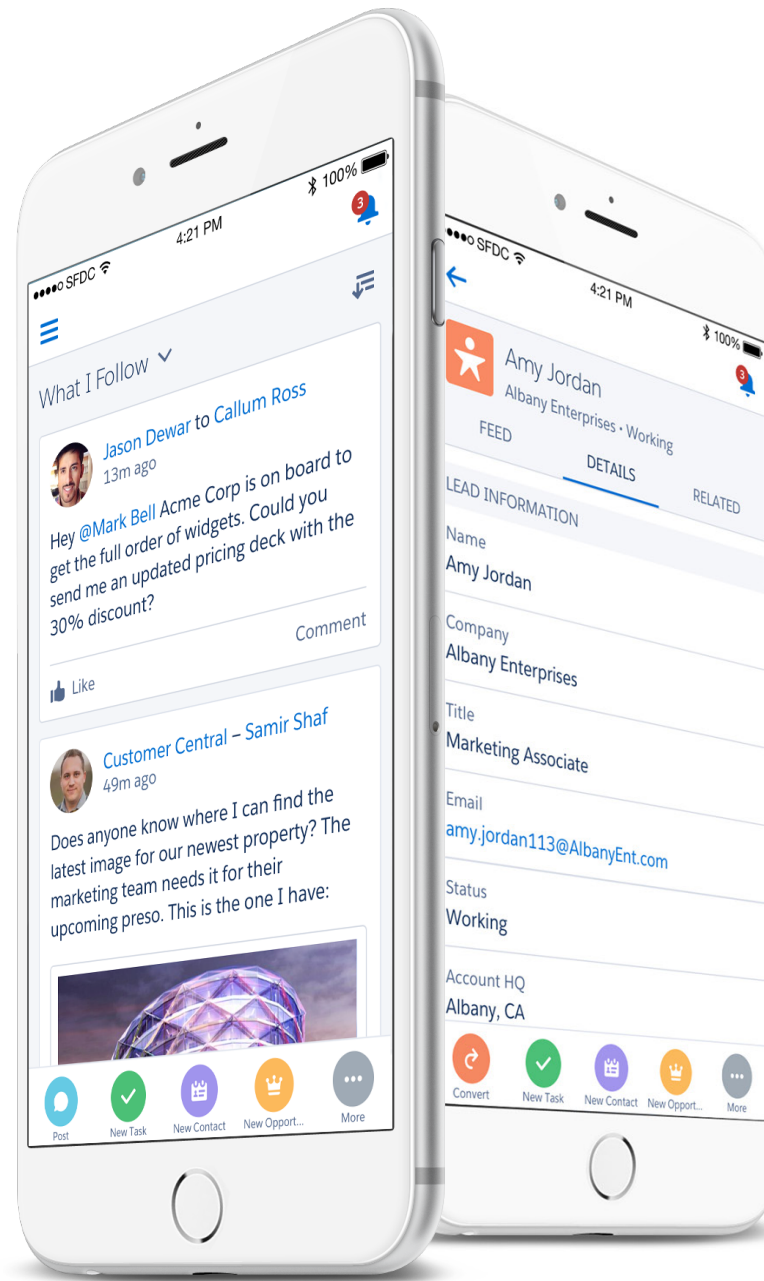 ●●●●○ SFDC 4:21 PM 100%
3
What I Follow
Jason Dewar to Callum Ross
13m ago
Hey @Mark Bell Acme Corp is on board to
get the full order of widgets. Could you
send me an updated pricing deck with the
30% discount?
Like Comment
Customer Central – Samir Shaf
49m ago
Does anyone know where I can find the
latest image for our newest property? The
marketing team needs it for their
upcoming preso. This is the one I have:
Post New Task New Contact New Opport... More
●●●○ SFDC 4:21 PM 100%
3
Amy Jordan
Albany Enterprises • Working
FEED DETAILS RELATED
LEAD INFORMATION
Name
Amy Jordan
Company
Albany Enterprises
Title
Marketing Associate
Email
amy.jordan113@AlbanyEnt.com
Status
Working
Account HQ
Albany, CA
Convert New Task New Contact New Opport... More